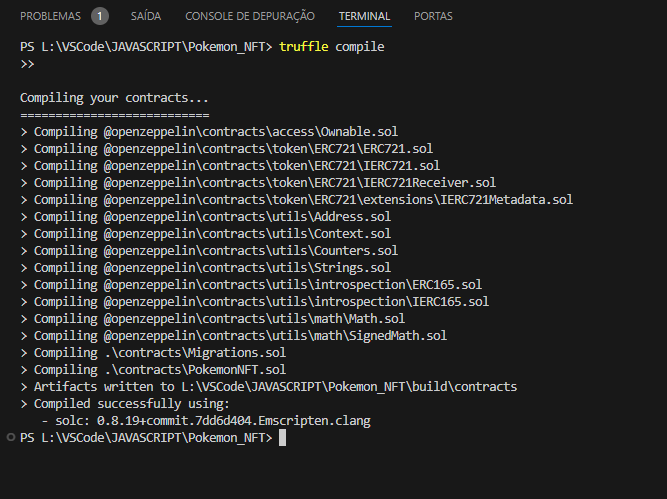 PROBLEMAS 1 SAÍDA CONSOLE DE DEPURAÇÃO TERMINAL PORTAS
PS L:\VSCode\JAVASCRIPT\Pokemon_NFT> truffle compile
>>
Compiling your contracts...
===========================
> Compiling @openzeppelin\contracts\access\Ownable.sol
> Compiling @openzeppelin\contracts\token\ERC721\ERC721.sol
> Compiling @openzeppelin\contracts\token\ERC721\IERC721.sol
> Compiling @openzeppelin\contracts\token\ERC721\IERC721Receiver.sol
> Compiling @openzeppelin\contracts\token\ERC721\extensions\IERC721Metadata.sol
> Compiling @openzeppelin\contracts\utils\Address.sol
> Compiling @openzeppelin\contracts\utils\Context.sol
> Compiling @openzeppelin\contracts\utils\Counters.sol
> Compiling @openzeppelin\contracts\utils\Strings.sol
> Compiling @openzeppelin\contracts\utils\introspection\ERC165.sol
> Compiling @openzeppelin\contracts\utils\introspection\IERC165.sol
> Compiling @openzeppelin\contracts\utils\math\Math.sol
> Compiling @openzeppelin\contracts\utils\math\SignedMath.sol
> Compiling .\contracts\Migrations.sol
> Compiling .\contracts\PokemonNFT.sol
> Artifacts written to L:\VSCode\JAVASCRIPT\Pokemon_NFT\build\contracts
> Compiled successfully using:
- solc: 0.8.19+commit.7dd6d404.Emscripten.clang
PS L:\VSCode\JAVASCRIPT\Pokemon_NFT>